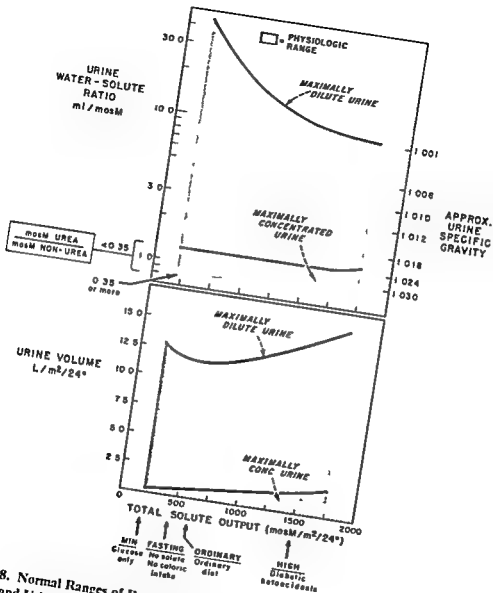 = PHYSIOLOGIC
RANGE
URINE
WATER-SOLUTE
RATIO
ml/mosM
30.0
10.0
3.0
1.0
MAXIMALLY
DILUTE URINE
MAXIMALLY
CONCENTRATED
URINE
1.001
1.006
1.010
1.012
1.018
1.024
1.030
APPROX.
URINE
SPECIFIC
GRAVITY
mosM UREA
mosM NON-UREA
<0.35
0.35
or more
URINE VOLUME
L/m²/24°
15.0
12.5
10.0
7.5
5.0
2.5
0
MAXIMALLY
DILUTE URINE
MAXIMALLY
CONC URINE
500
1000
1500
2000
TOTAL SOLUTE OUTPUT (mosM/m²/24°)
MIN
Glucose
only
FASTING
No solute
No caloric
intake
ORDINARY
Ordinary
diet
HIGH
Diabetic
ketoacidosis
8. Normal Ranges of
and